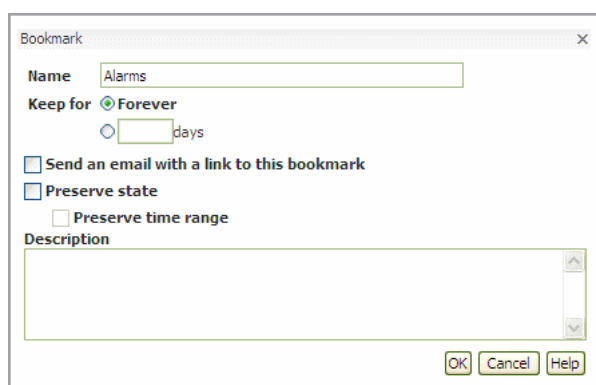 Bookmark
Name Alarms
Keep for Forever
days
Send an email with a link to this bookmark
Preserve state
Preserve time range
Description
OK Cancel Help